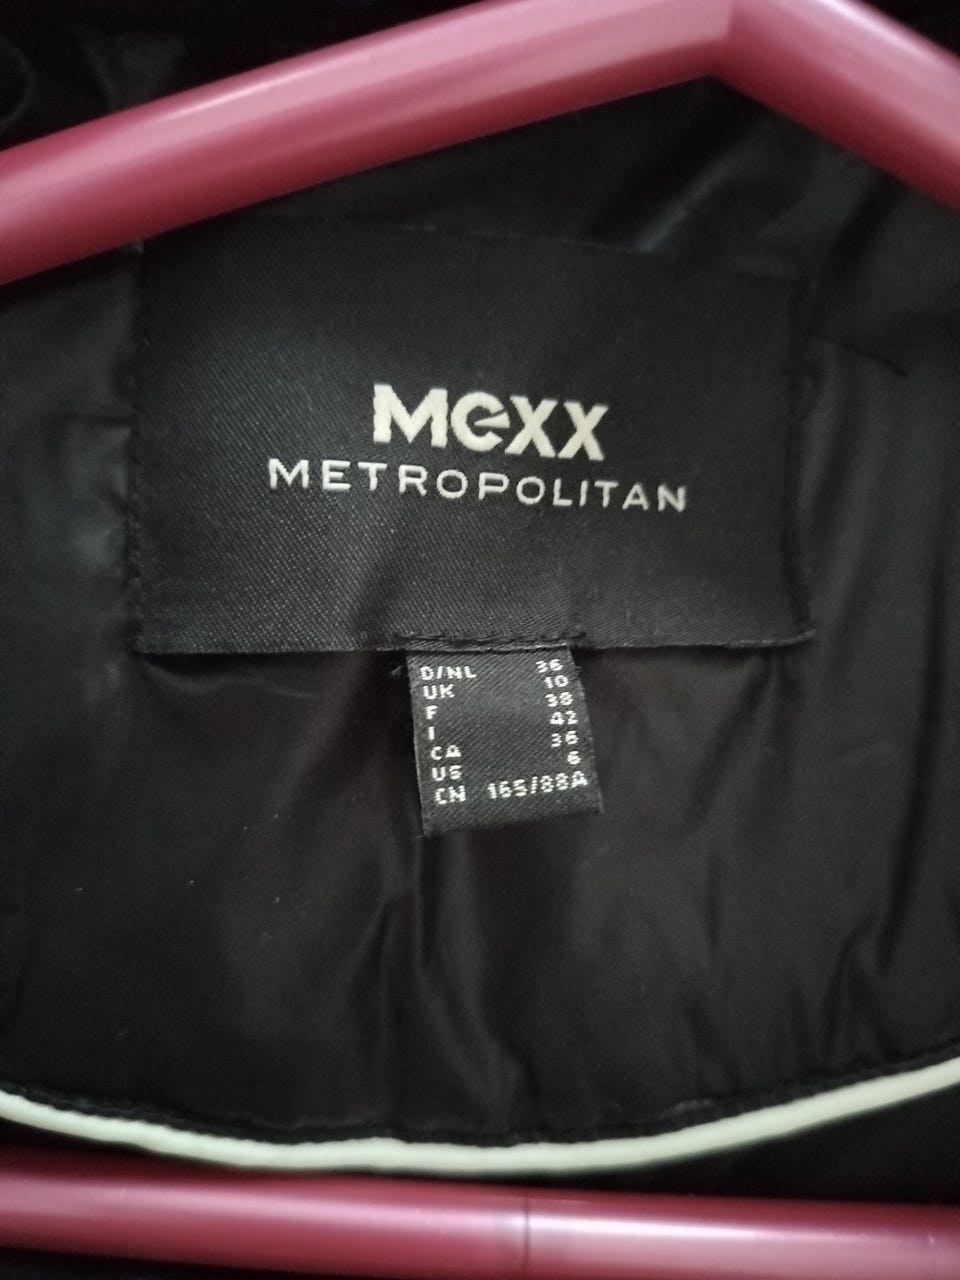 Mexx
METROPOLITAN
D/NL 36
UK 10
F 38
I 42
CA 36
US 6
CN 165/88A